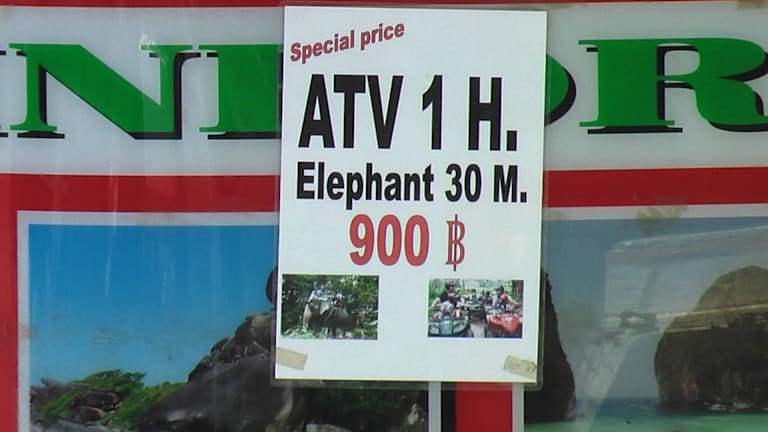 Special price
ATV 1 H.
Elephant 30 M.
900 ฿